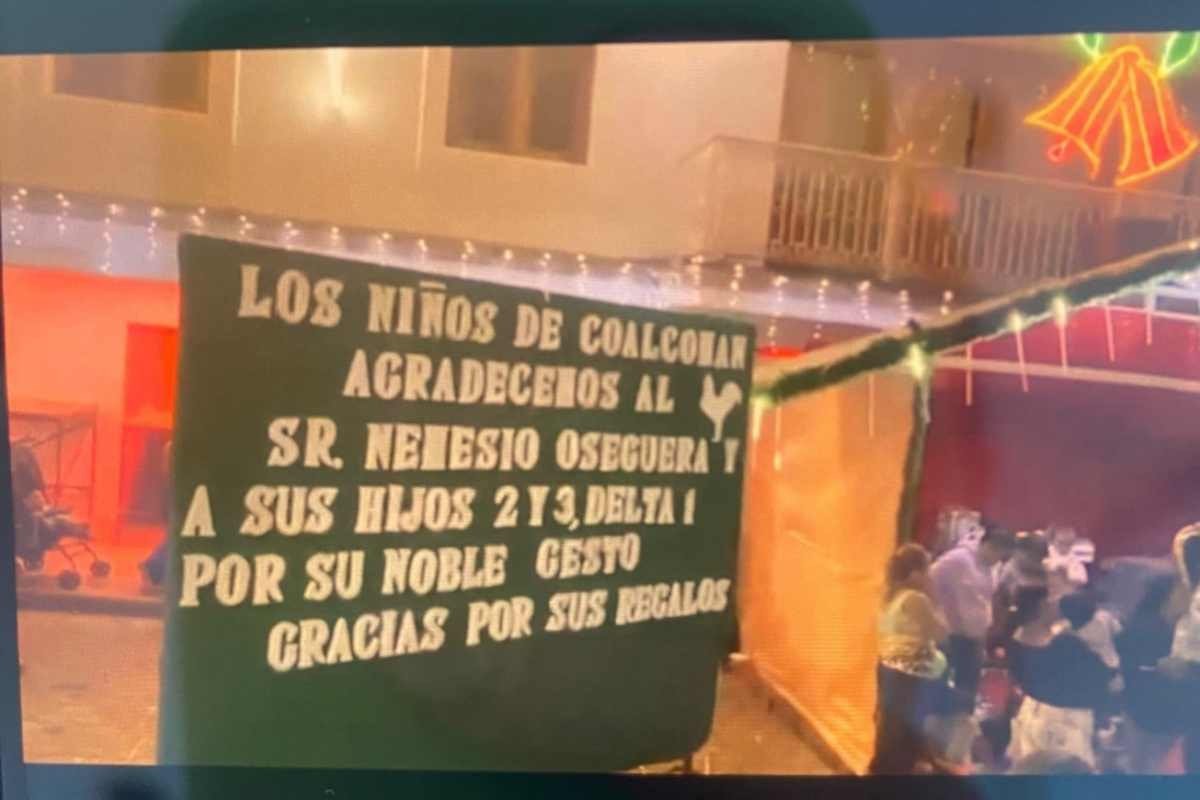 LOS NIÑOS DE COALCOMAN
AGRADECEMOS AL
SR. NEMESIO OSEGUERA Y
A SUS HIJOS 2 Y 3, DELTA 1
POR SU NOBLE GESTO
GRACIAS POR SUS REGALOS